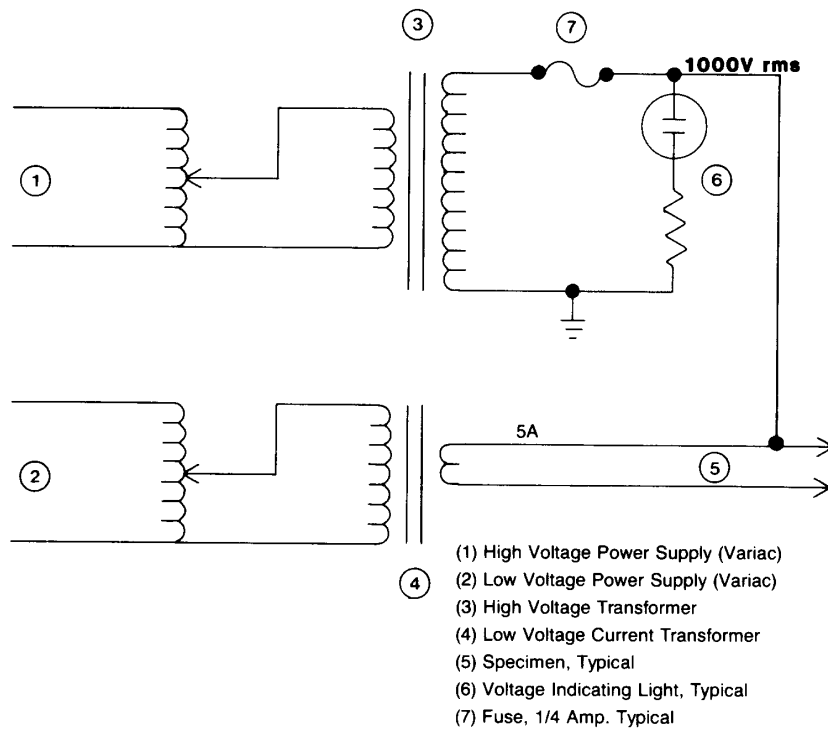 3
7
1000V rms
1
6
5A
2
5
4
(1) High Voltage Power Supply (Variac)
(2) Low Voltage Power Supply (Variac)
(3) High Voltage Transformer
(4) Low Voltage Current Transformer
(5) Specimen, Typical
(6) Voltage Indicating Light, Typical
(7) Fuse, 1/4 Amp. Typical